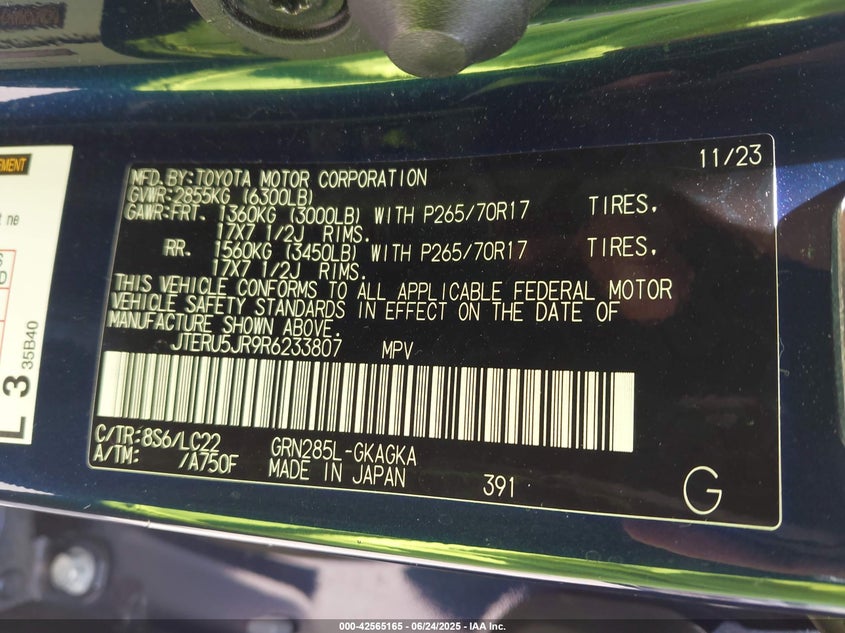 EMENT
t ne
S
D
L 3
35B40
11/23
MFD. BY: TOYOTA MOTOR CORPORATION
GVWR: 2855KG (6300LB)
GAWR: FRT. 1360KG (3000LB) WITH P265/70R17 TIRES,
17X7 1/2J RIMS.
RR. 1560KG (3450LB) WITH P265/70R17 TIRES,
17X7 1/2J RIMS.
THIS VEHICLE CONFORMS TO ALL APPLICABLE FEDERAL MOTOR
VEHICLE SAFETY STANDARDS IN EFFECT ON THE DATE OF
MANUFACTURE SHOWN ABOVE.
JTERU5JR9R6233807 MPV
C/TR: 8S6/LC22 GRN285L-GKAGKA
A/TM: /A750F MADE IN JAPAN 391 G
000-42565165 - 06/24/2025 - IAA, Inc.